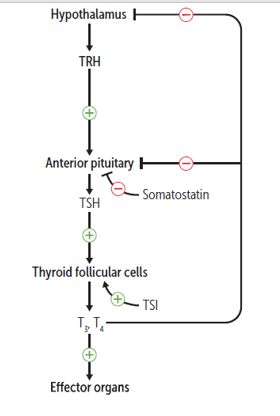 Hypothalamus
TRH
Anterior pituitary
Somatostatin
TSH
Thyroid follicular cells
TSI
T3, T4
Effector organs